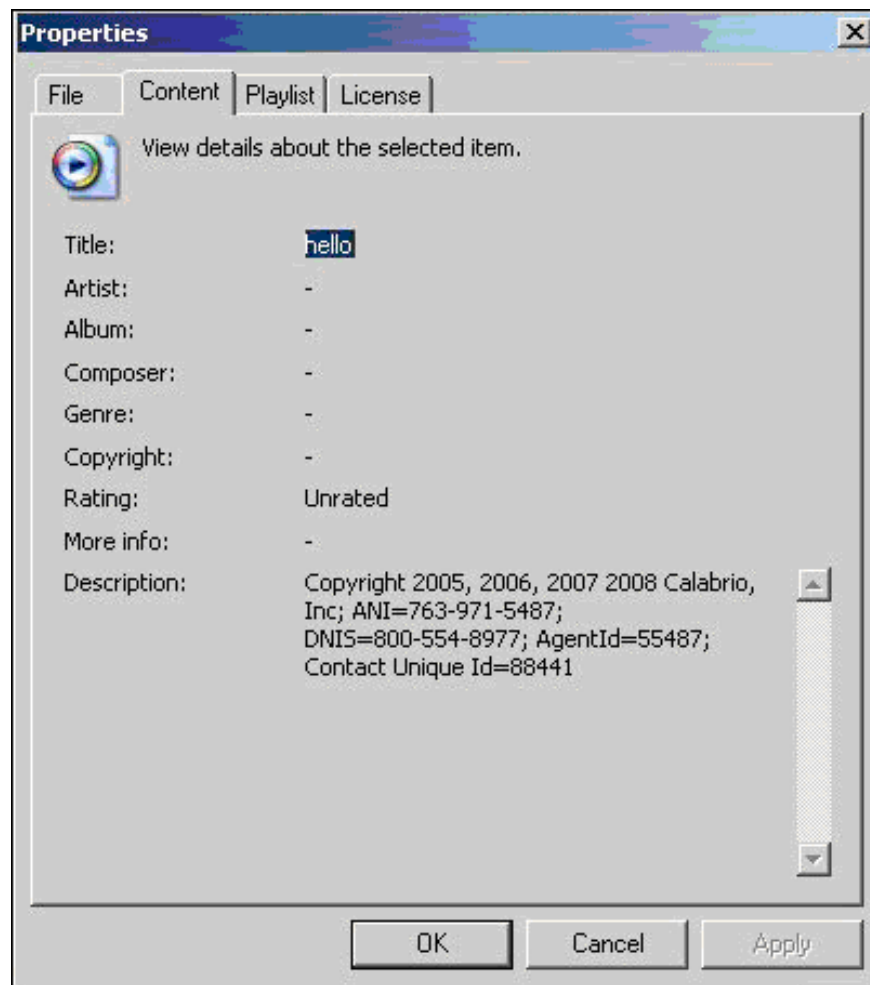 Properties
File Content Playlist License
View details about the selected item.
Title: hello
Artist: -
Album: -
Composer: -
Genre: -
Copyright: -
Rating: Unrated
More info: -
Description: Copyright 2005, 2006, 2007 2008 Calabrio,
Inc; ANI=763-971-5487;
DNIS=800-554-8977; AgentId=55487;
Contact Unique Id=88441
OK Cancel Apply